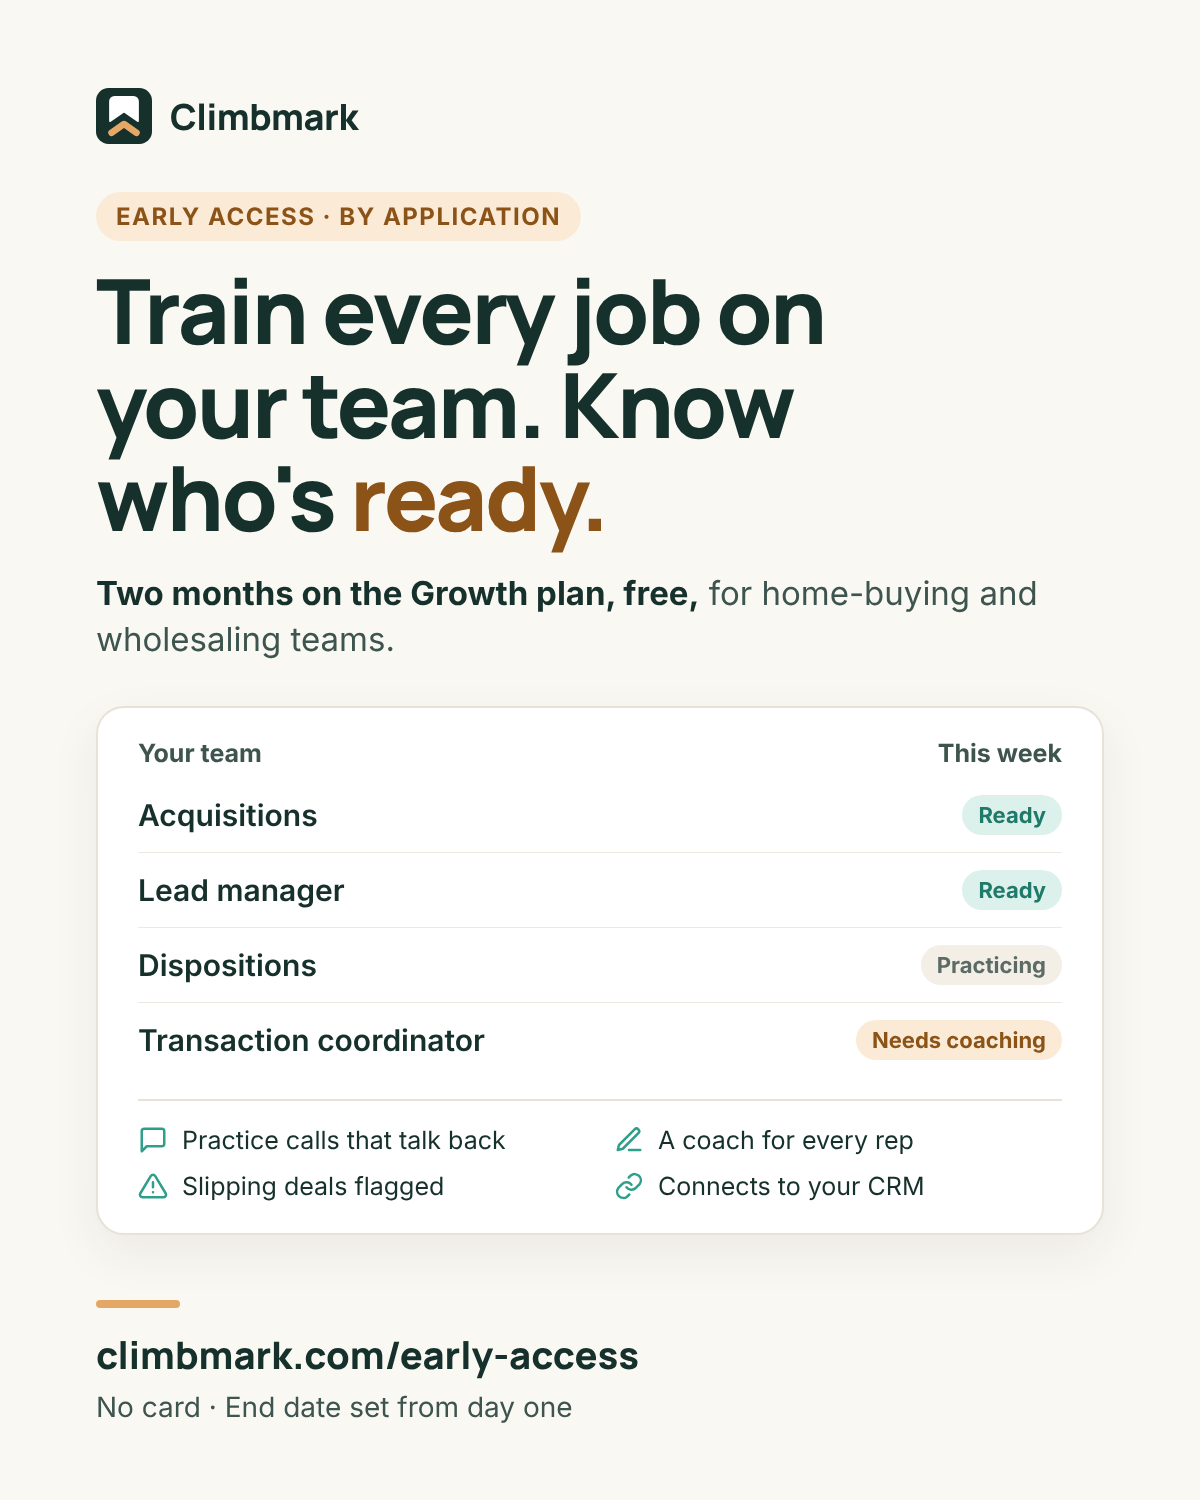 Climbmark
EARLY ACCESS · BY APPLICATION
Train every job on
your team. Know
who's ready.
Two months on the Growth plan, free, for home-buying and
wholesaling teams.
Your team This week
Acquisitions Ready
Lead manager Ready
Dispositions Practicing
Transaction coordinator Needs coaching
Practice calls that talk back A coach for every rep
Slipping deals flagged Connects to your CRM
climbmark.com/early-access
No card · End date set from day one